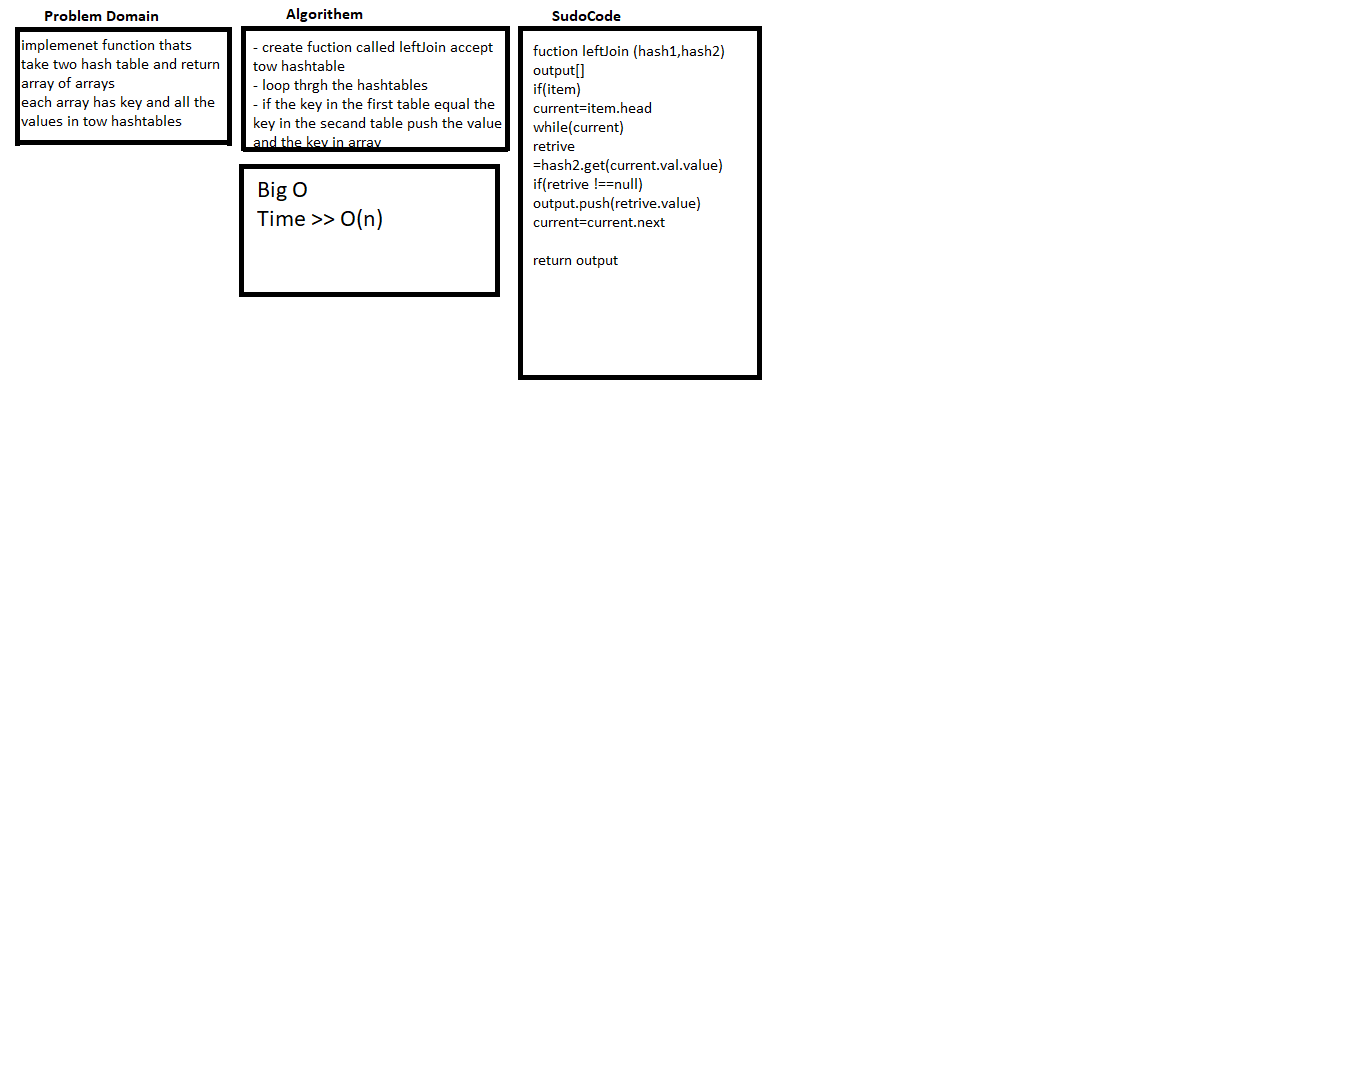 Problem Domain
implemenet function thats
take two hash table and return
array of arrays
each array has key and all the
values in tow hashtables
Algorithem
- create fuction called leftJoin accept
tow hashtable
- loop thrgh the hashtables
- if the key in the first table equal the
key in the secand table push the value
and the key in array
Big O
Time >> O(n)
SudoCode
fuction leftJoin (hash1,hash2)
output[]
if(item)
current=item.head
while(current)
retrive
=hash2.get(current.val.value)
if(retrive !==null)
output.push(retrive.value)
current=current.next
return output